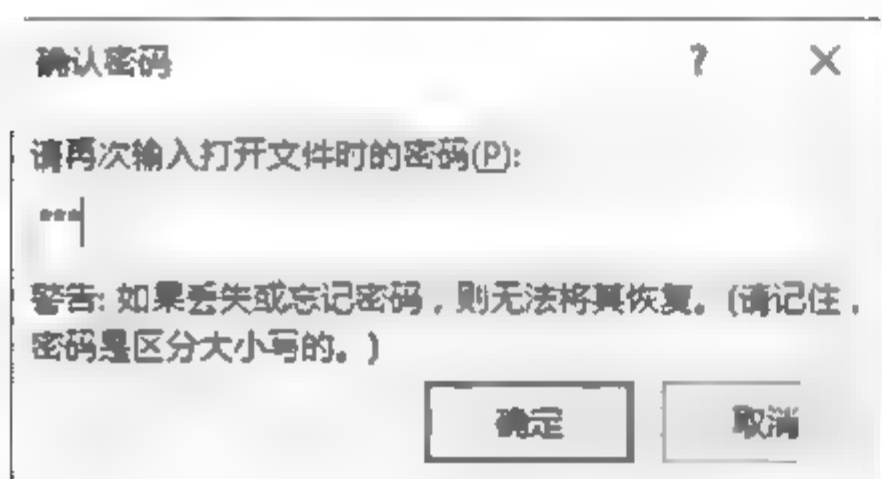 确认密码 ? ×
请再次输入打开文件时的密码(P):
***
警告: 如果丢失或忘记密码，则无法将其恢复。(请记住，
密码是区分大小写的。)
确定 取消